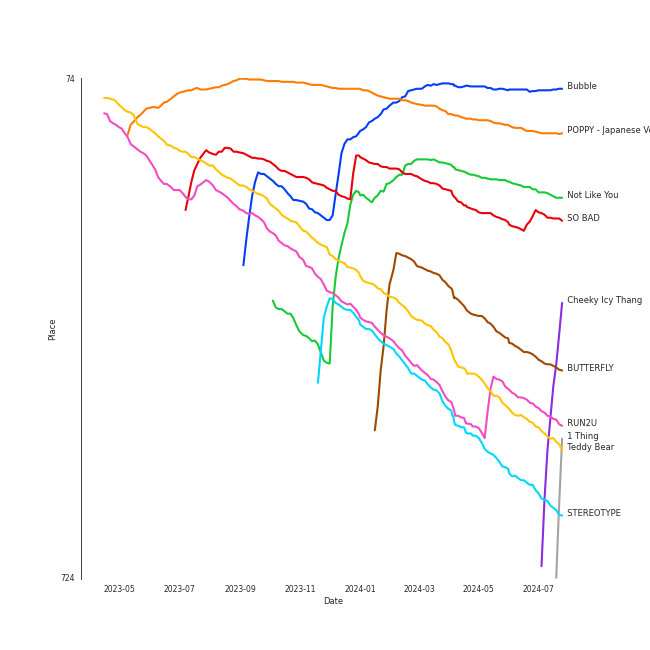 74
Bubble
POPPY - Japanese Ve
Not Like You
SO BAD
Cheeky Icy Thang
Place
BUTTERFLY
RUN2U
1 Thing
Teddy Bear
STEREOTYPE
724
2023-05 2023-07 2023-09 2023-11 2024-01 2024-03 2024-05 2024-07
Date